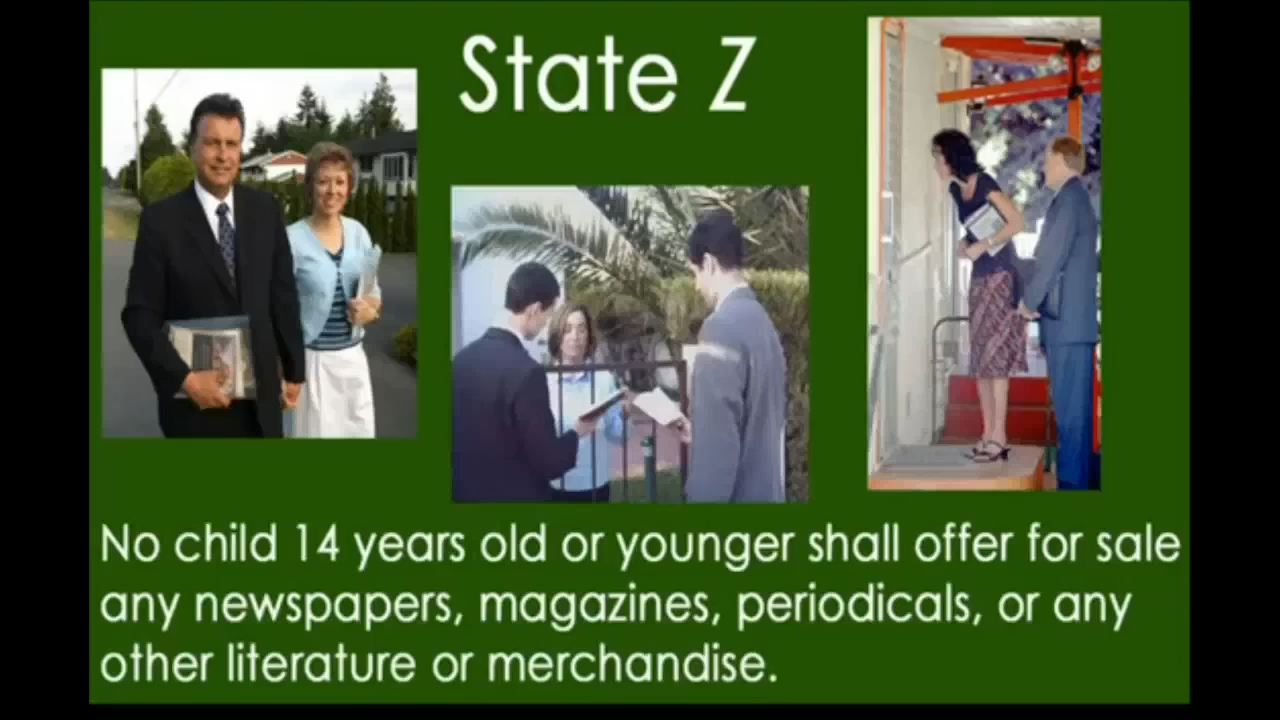 State Z
No child 14 years old or younger shall offer for sale
any newspapers, magazines, periodicals, or any
other literature or merchandise.